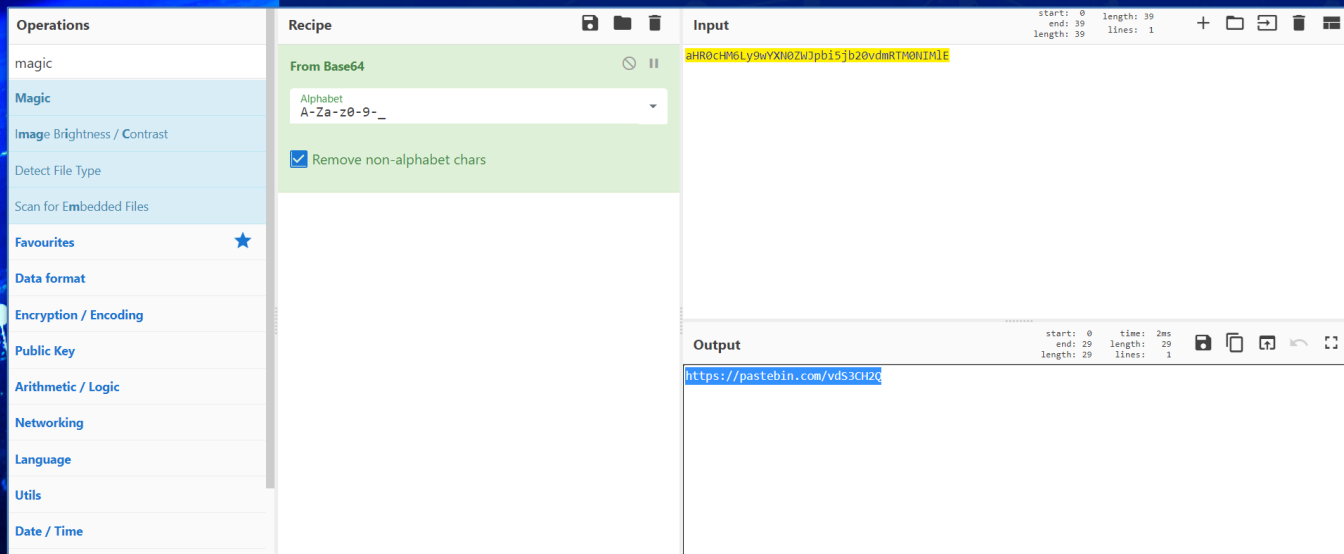 Operations
magic
Magic
Image Brightness / Contrast
Detect File Type
Scan for Embedded Files
Favourites
Data format
Encryption / Encoding
Public Key
Arithmetic / Logic
Networking
Language
Utils
Date / Time
Recipe
From Base64
Alphabet
A-Za-z0-9-_
Remove non-alphabet chars
Input
start: 0
end: 39
length: 39
length: 39
lines: 1
aHR0cHM6Ly9wYXN0ZWJpbi5jb20vdmRTM0NIMlE
Output
start: 0
end: 29
length: 29
time: 2ms
length: 29
lines: 1
https://pastebin.com/vdS3CH2Q